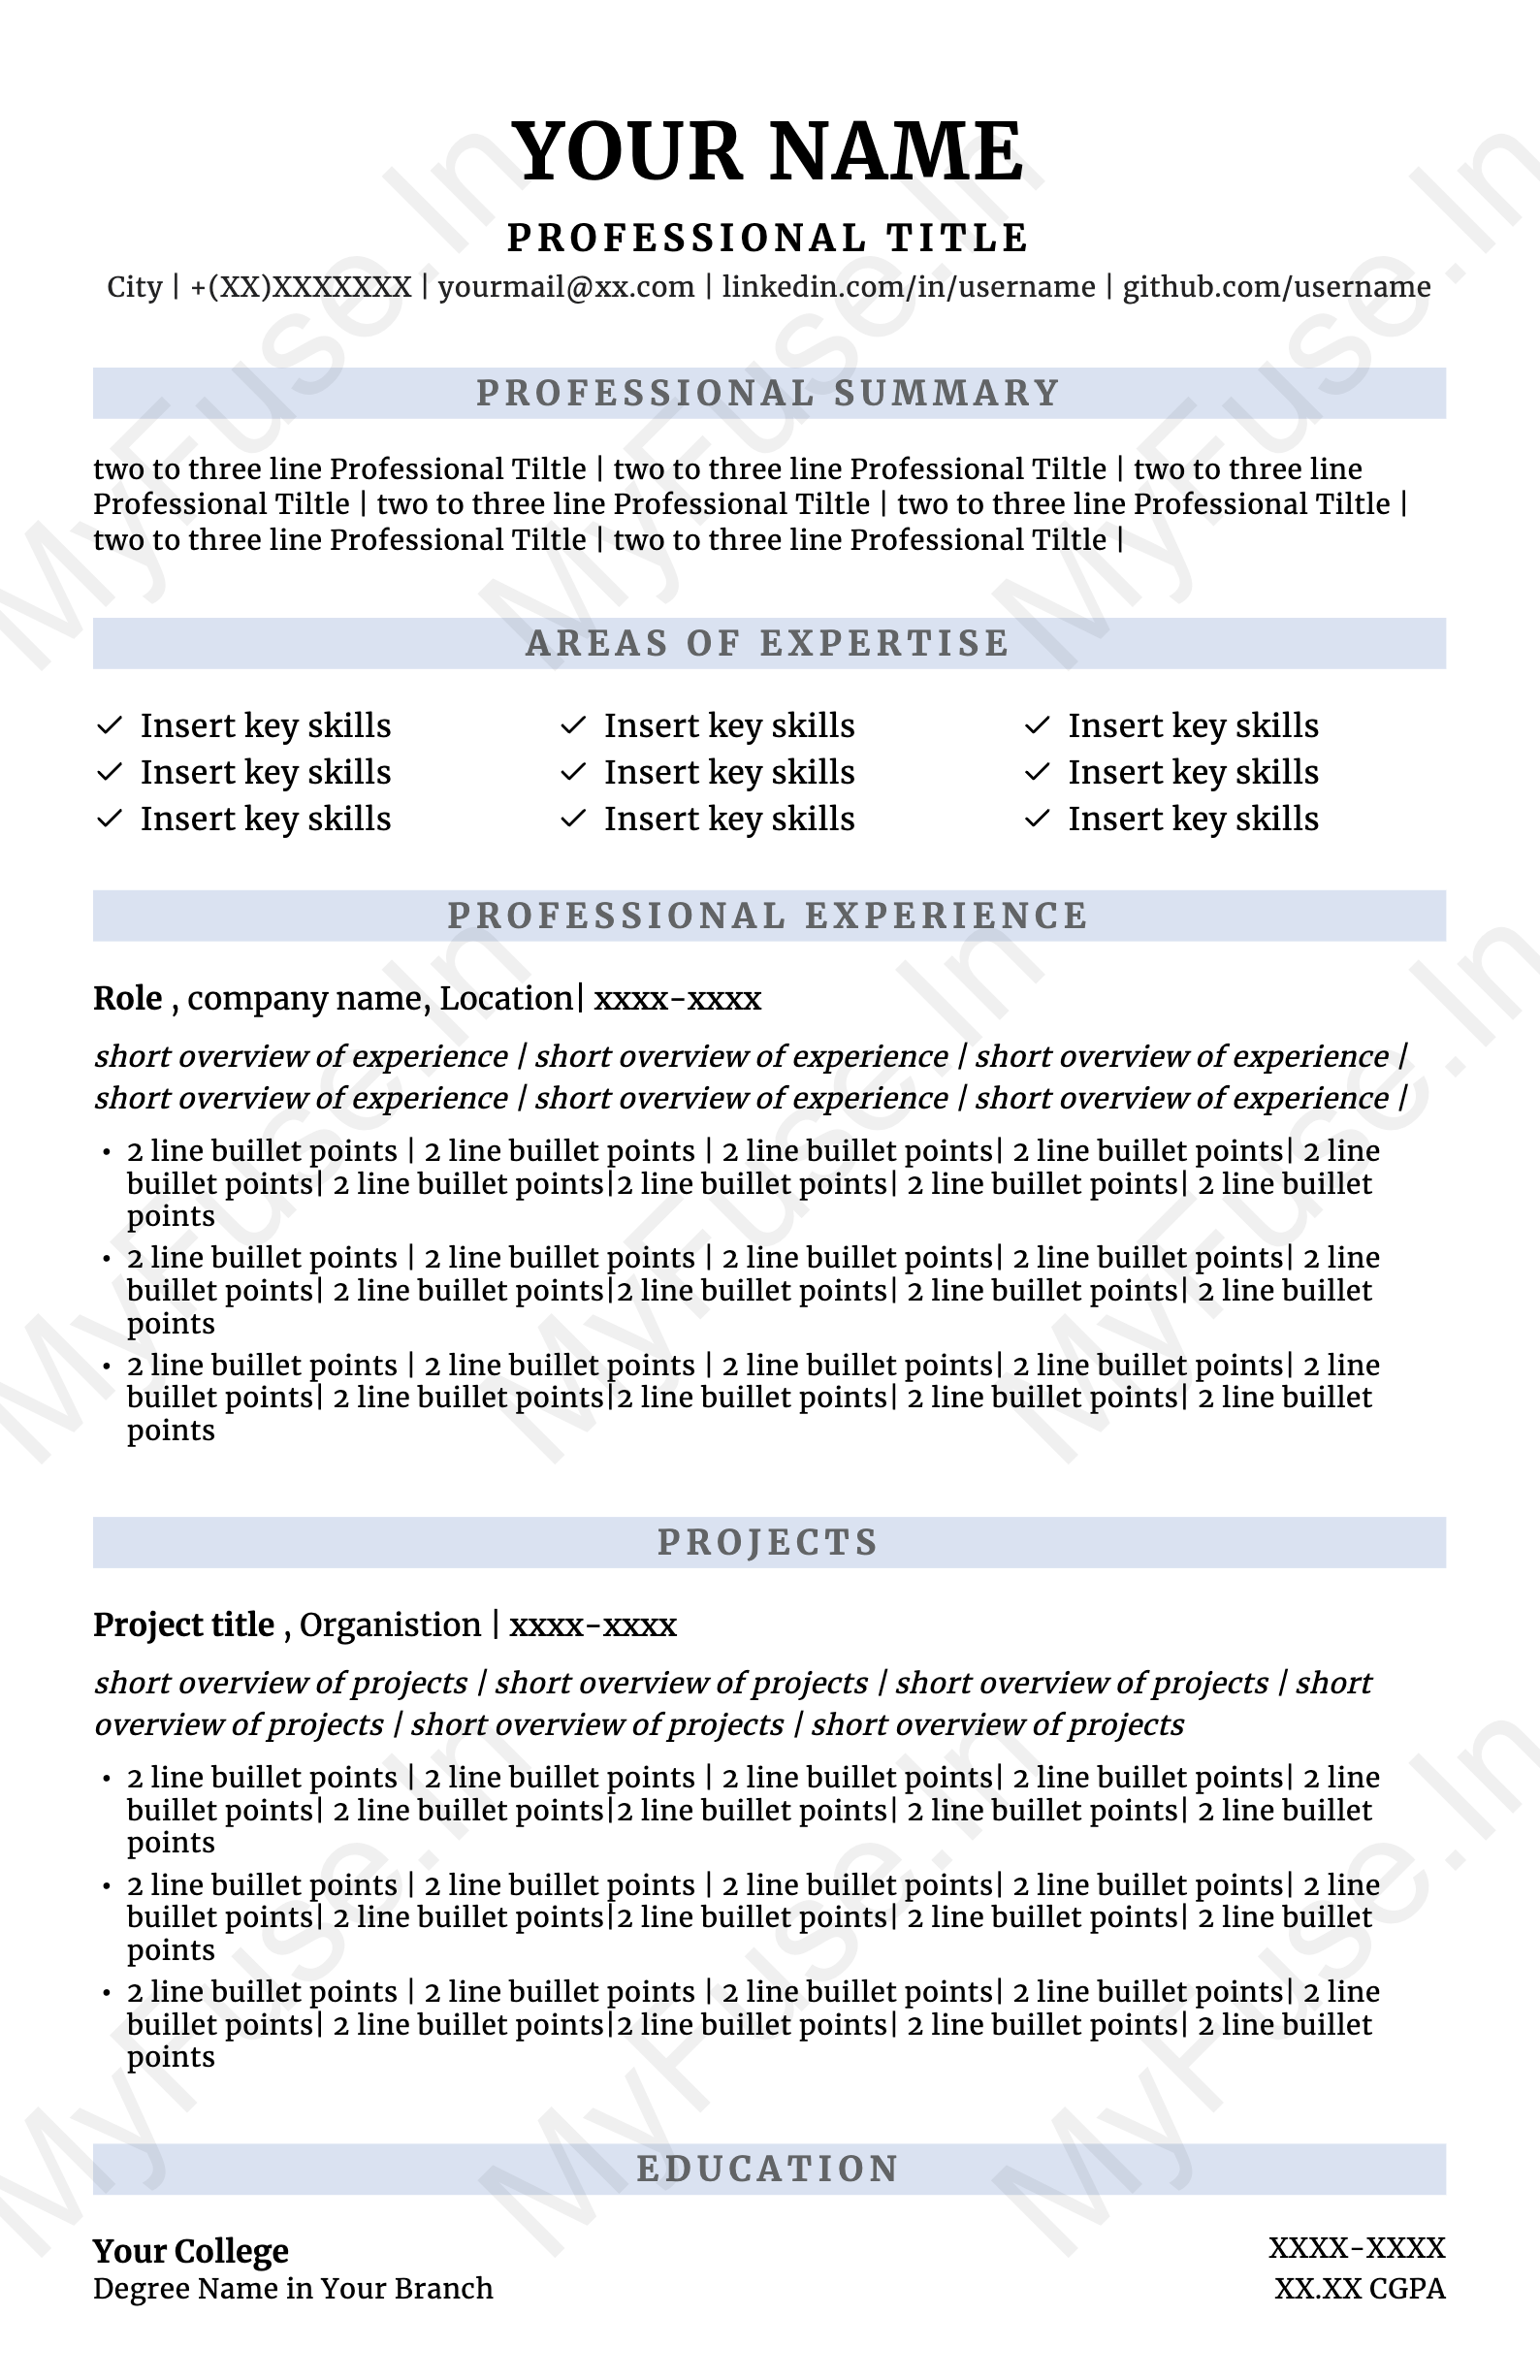 YOUR NAME
PROFESSIONAL TITLE
City | +(XX)XXXXXXX | yourmail@xx.com | linkedin.com/in/username | github.com/username
PROFESSIONAL SUMMARY
two to three line Professional Tiltle | two to three line Professional Tiltle | two to three line
Professional Tiltle | two to three line Professional Tiltle | two to three line Professional Tiltle |
two to three line Professional Tiltle | two to three line Professional Tiltle |
AREAS OF EXPERTISE
✓ Insert key skills ✓ Insert key skills ✓ Insert key skills
✓ Insert key skills ✓ Insert key skills ✓ Insert key skills
✓ Insert key skills ✓ Insert key skills ✓ Insert key skills
PROFESSIONAL EXPERIENCE
Role , company name, Location| xxxx-xxxx
short overview of experience | short overview of experience | short overview of experience |
short overview of experience | short overview of experience | short overview of experience |
• 2 line buillet points | 2 line buillet points | 2 line buillet points| 2 line buillet points| 2 line
buillet points| 2 line buillet points|2 line buillet points| 2 line buillet points| 2 line buillet
points
• 2 line buillet points | 2 line buillet points | 2 line buillet points| 2 line buillet points| 2 line
buillet points| 2 line buillet points|2 line buillet points| 2 line buillet points| 2 line buillet
points
• 2 line buillet points | 2 line buillet points | 2 line buillet points| 2 line buillet points| 2 line
buillet points| 2 line buillet points|2 line buillet points| 2 line buillet points| 2 line buillet
points
PROJECTS
Project title , Organistion | xxxx-xxxx
short overview of projects | short overview of projects | short overview of projects | short
overview of projects | short overview of projects | short overview of projects
• 2 line buillet points | 2 line buillet points | 2 line buillet points| 2 line buillet points| 2 line
buillet points| 2 line buillet points|2 line buillet points| 2 line buillet points| 2 line buillet
points
• 2 line buillet points | 2 line buillet points | 2 line buillet points| 2 line buillet points| 2 line
buillet points| 2 line buillet points|2 line buillet points| 2 line buillet points| 2 line buillet
points
• 2 line buillet points | 2 line buillet points | 2 line buillet points| 2 line buillet points| 2 line
buillet points| 2 line buillet points|2 line buillet points| 2 line buillet points| 2 line buillet
points
EDUCATION
Your College XXXX-XXXX
Degree Name in Your Branch XX.XX CGPA
MyFuse.In
MyFuse.In
MyFuse.In
MyFuse.In
MyFuse.In
MyFuse.In
MyFuse.In
MyFuse.In
MyFuse.In